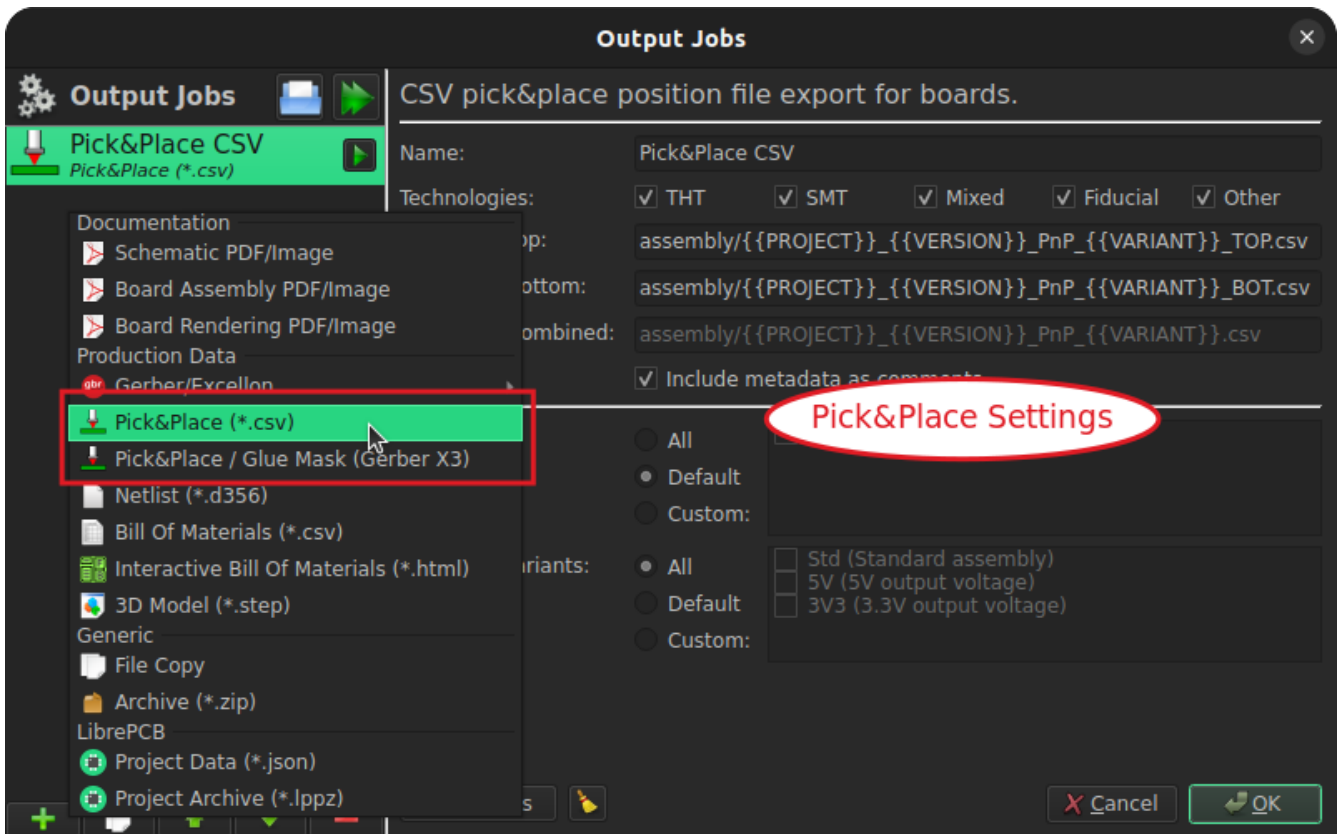 Output Jobs
Output Jobs
CSV pick&place position file export for boards.
Pick&Place CSV
Pick&Place (*.csv)
Name:
Pick&Place CSV
Technologies:
THT
SMT
Mixed
Fiducial
Other
op:
assembly/{{PROJECT}}_{{VERSION}}_PnP_{{VARIANT}}_TOP.csv
ottom:
assembly/{{PROJECT}}_{{VERSION}}_PnP_{{VARIANT}}_BOT.csv
ombined:
assembly/{{PROJECT}}_{{VERSION}}_PnP_{{VARIANT}}.csv
Include metadata as comments
Pick&Place Settings
All
Default
Custom:
riants:
All
Default
Custom:
Std (Standard assembly)
5V (5V output voltage)
3V3 (3.3V output voltage)
Documentation
Schematic PDF/Image
Board Assembly PDF/Image
Board Rendering PDF/Image
Production Data
gbr Gerber/Excellon
Pick&Place (*.csv)
Pick&Place / Glue Mask (Gerber X3)
Netlist (*.d356)
Bill Of Materials (*.csv)
Interactive Bill Of Materials (*.html)
3D Model (*.step)
Generic
File Copy
Archive (*.zip)
LibrePCB
Project Data (*.json)
Project Archive (*.lppz)
s
Cancel
OK